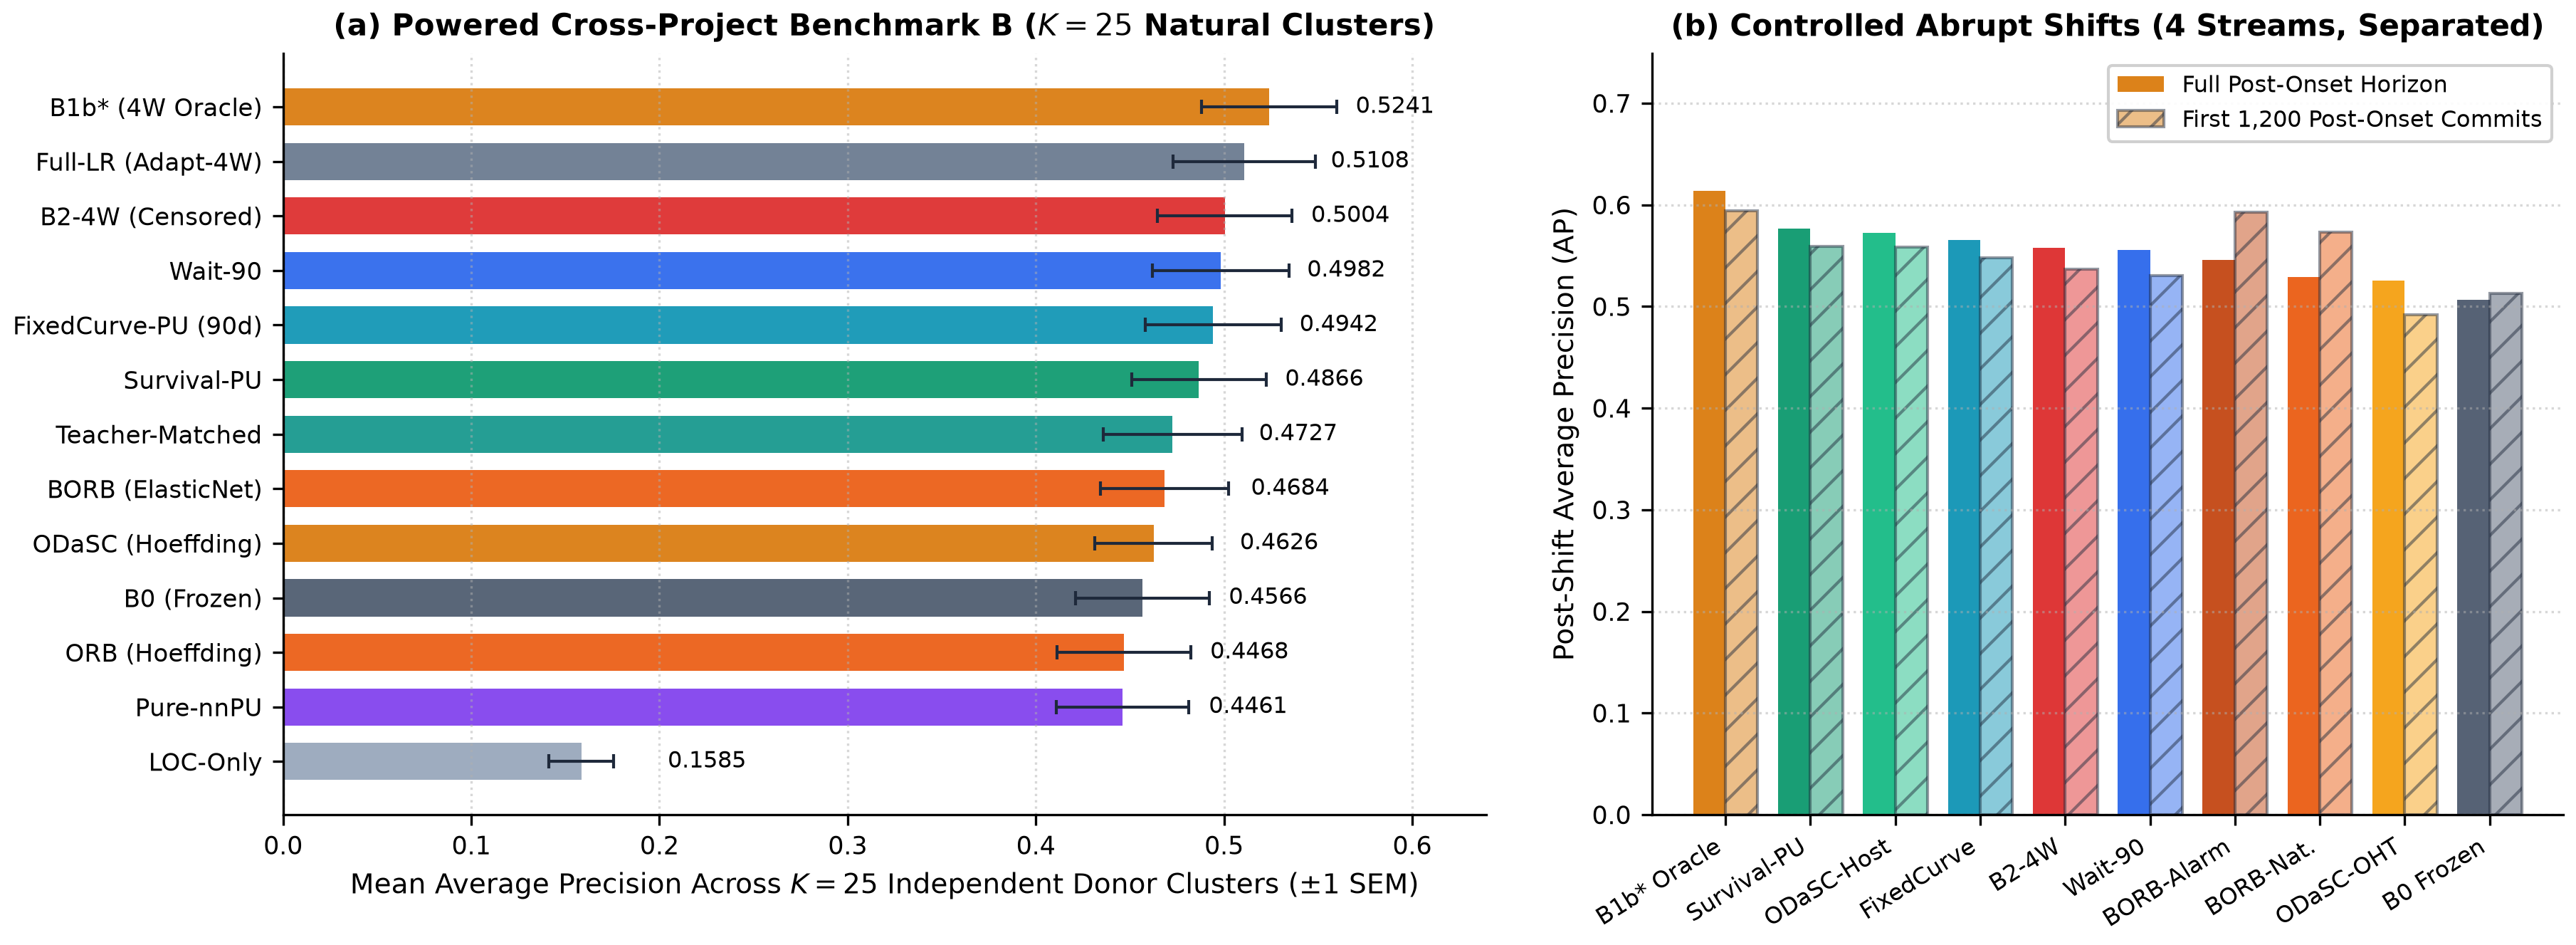 (a) Powered Cross-Project Benchmark B (K = 25 Natural Clusters)
B1b* (4W Oracle)
0.5241
Full-LR (Adapt-4W)
0.5108
B2-4W (Censored)
0.5004
Wait-90
0.4982
FixedCurve-PU (90d)
0.4942
Survival-PU
0.4866
Teacher-Matched
0.4727
BORB (ElasticNet)
0.4684
ODaSC (Hoeffding)
0.4626
B0 (Frozen)
0.4566
ORB (Hoeffding)
0.4468
Pure-nnPU
0.4461
LOC-Only
0.1585
0.0 0.1 0.2 0.3 0.4 0.5 0.6
Mean Average Precision Across K = 25 Independent Donor Clusters (±1 SEM)
(b) Controlled Abrupt Shifts (4 Streams, Separated)
Full Post-Onset Horizon
First 1,200 Post-Onset Commits
Post-Shift Average Precision (AP)
0.7
0.6
0.5
0.4
0.3
0.2
0.1
0.0
B1b* Oracle
Survival-PU
ODaSC-Host
FixedCurve
B2-4W
Wait-90
BORB-Alarm
BORB-Nat.
ODaSC-OHT
B0 Frozen